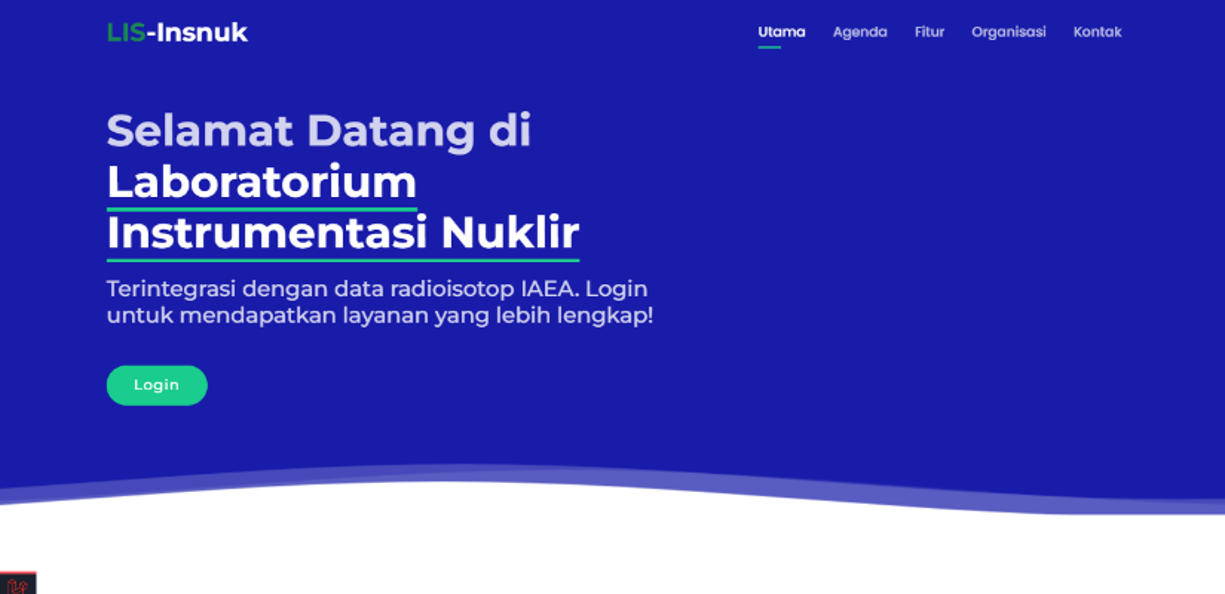 LIS-Insnuk
Utama Agenda Fitur Organisasi Kontak
Selamat Datang di
Laboratorium
Instrumentasi Nuklir
Terintegrasi dengan data radioisotop IAEA. Login
untuk mendapatkan layanan yang lebih lengkap!
Login